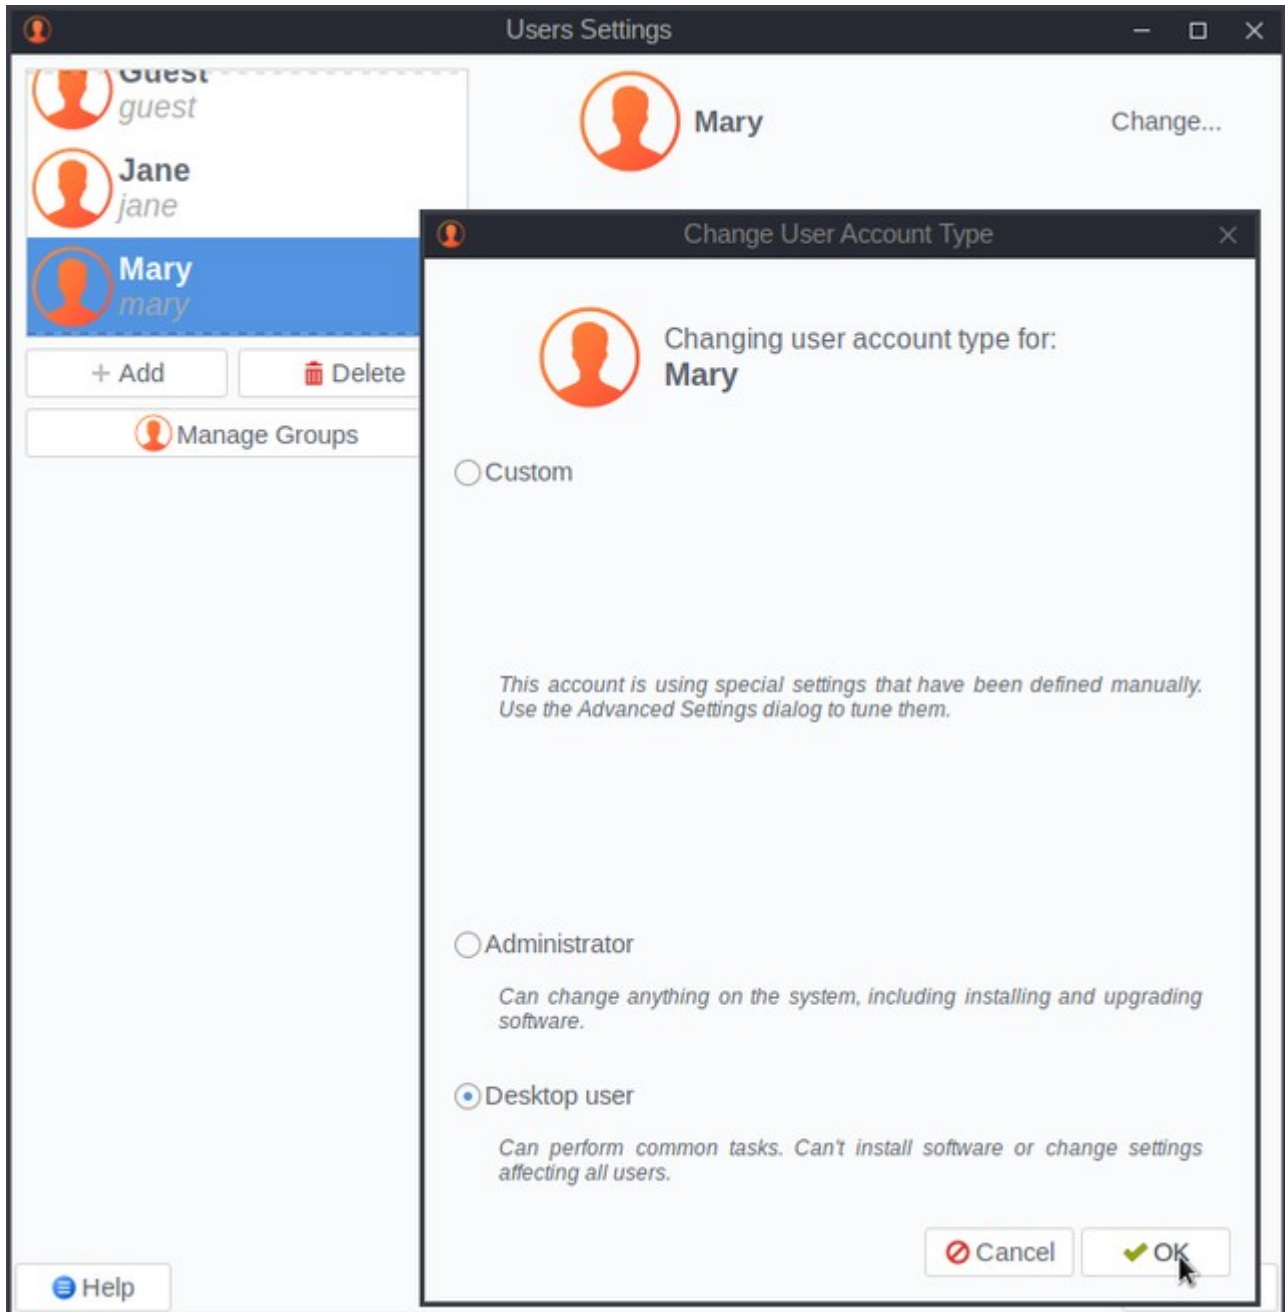 Users Settings
Guest
guest
Jane
jane
Mary
mary
Add
Delete
Manage Groups
Help
Mary
Change...
Change User Account Type
Changing user account type for:
Mary
Custom
This account is using special settings that have been defined manually.
Use the Advanced Settings dialog to tune them.
Administrator
Can change anything on the system, including installing and upgrading
software.
Desktop user
Can perform common tasks. Can't install software or change settings
affecting all users.
Cancel
OK